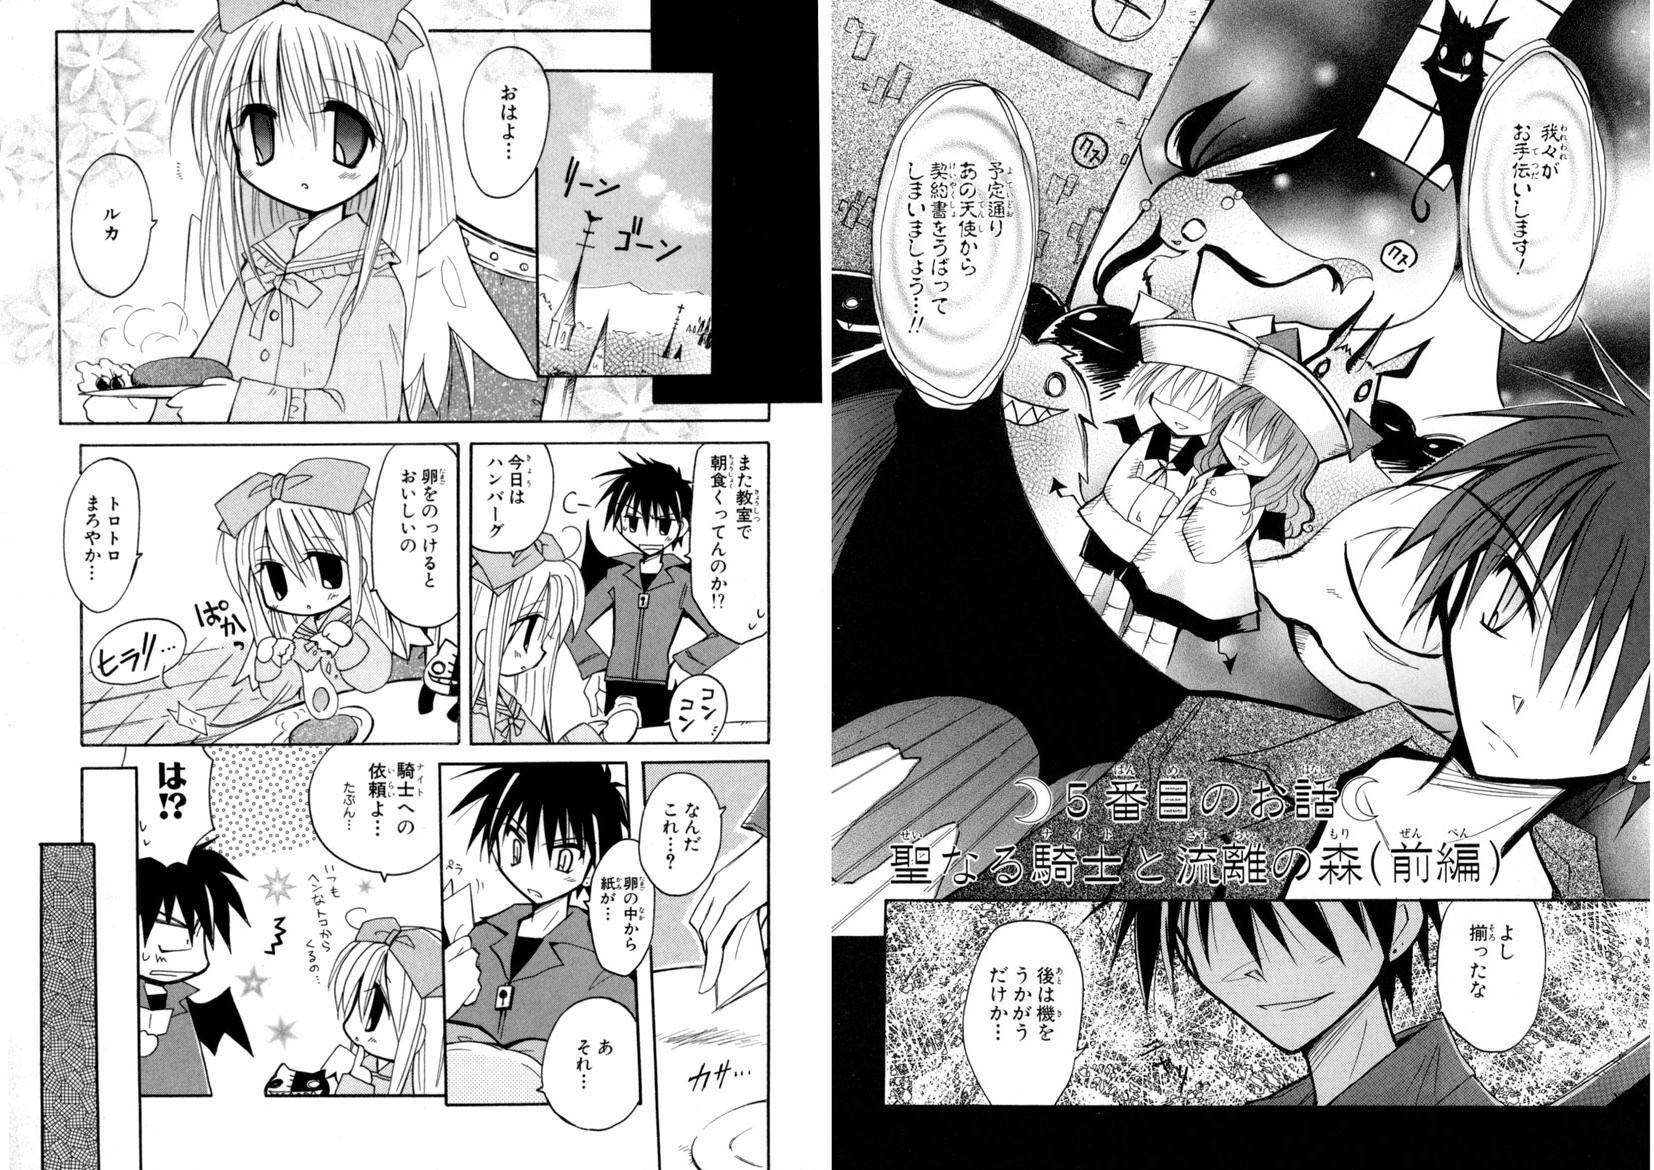 我々が
お手伝いします!
クス
クス
予定通り
あの天使から
契約書をうばって
しまいましょう…!!
5番目のお話
聖なる騎士と流離の森(前編)
よし
揃ったな
後は機を
うかがう
だけか…
リーン
ゴーン
おはよ…
ルカ
また教室で
朝食くってんのか!?
今日は
ハンバーグ
コン
コン
卵をのっけると
おいしいの
トロトロ
まろやか…
ぱかっ
ヒラリ…
なんだ
これ…?
カサ…
卵の中から
紙が…
ペラ
あ
それ…
騎士への
依頼よ…
たぶん…
いつも
ヘンなトコから
くるの…
は!?